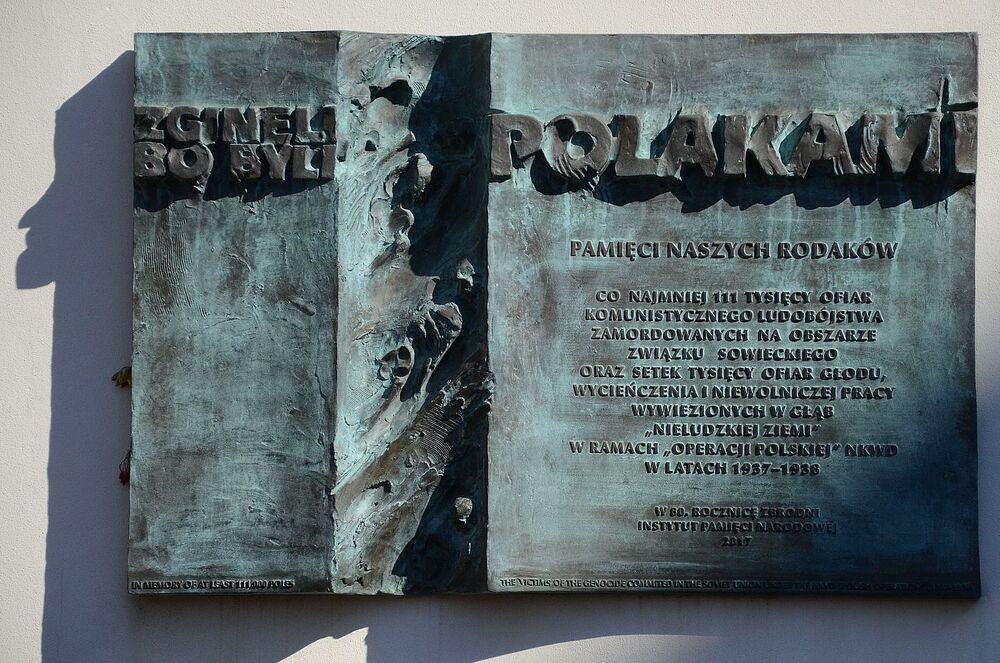 ZGINĘLI
BO BYLI
POLAKAMI
PAMIĘCI NASZYCH RODAKÓW
CO NAJMNIEJ 111 TYSIĘCY OFIAR
KOMUNISTYCZNEGO LUDOBÓJSTWA
ZAMORDOWANYCH NA OBSZARZE
ZWIĄZKU SOWIECKIEGO
ORAZ SETEK TYSIĘCY OFIAR GŁODU,
WYCIEŃCZENIA I NIEWOLNICZEJ PRACY
WYWIEZIONYCH W GŁĄB
„NIELUDZKIEJ ZIEMI”
W RAMACH „OPERACJI POLSKIEJ” NKWD
W LATACH 1937–1938
W 80. ROCZNICĘ ZBRODNI
INSTYTUT PAMIĘCI NARODOWEJ
2017
IN MEMORY OF AT LEAST 111,000 POLES
THE VICTIMS OF THE GENOCIDE COMMITED IN THE SOVIET UNION